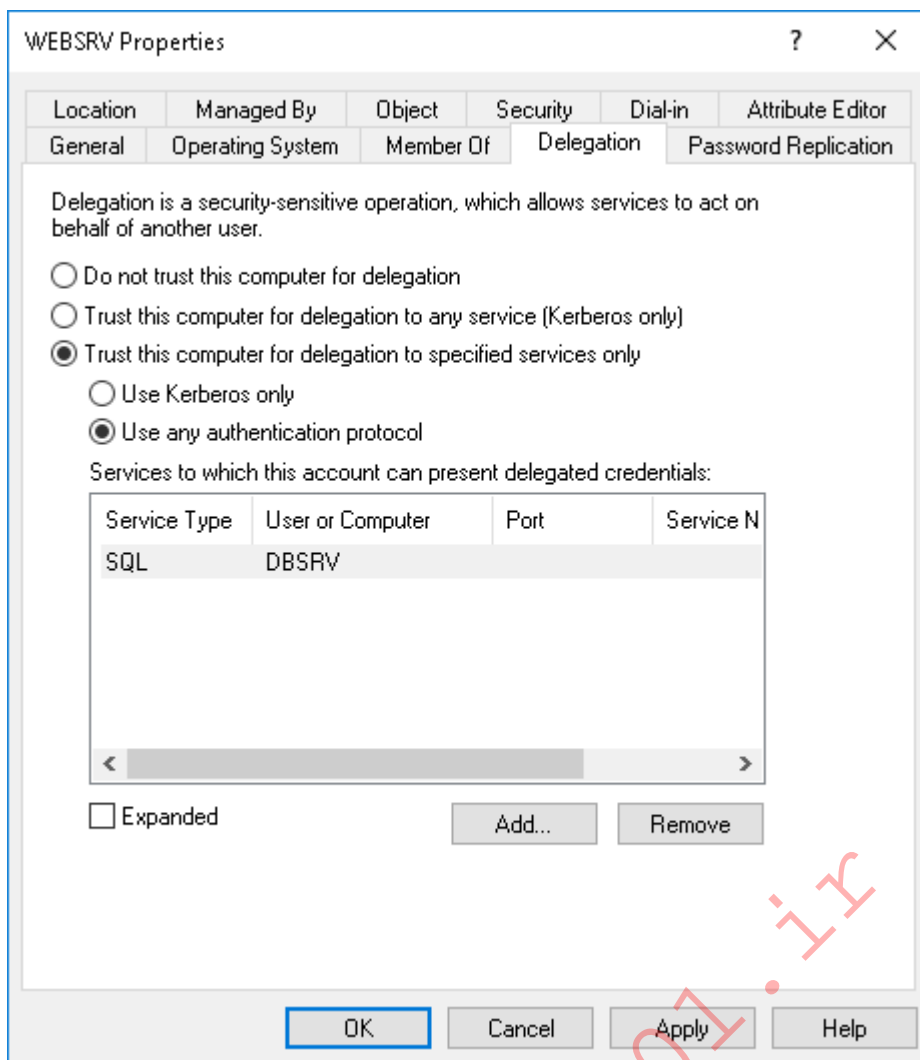 WEBSRV Properties
Location Managed By Object Security Dial-in Attribute Editor
General Operating System Member Of Delegation Password Replication
Delegation is a security-sensitive operation, which allows services to act on
behalf of another user.
Do not trust this computer for delegation
Trust this computer for delegation to any service (Kerberos only)
Trust this computer for delegation to specified services only
Use Kerberos only
Use any authentication protocol
Services to which this account can present delegated credentials:
Service Type User or Computer Port Service N
SQL DBSRV
Expanded Add... Remove
OK Cancel Apply Help